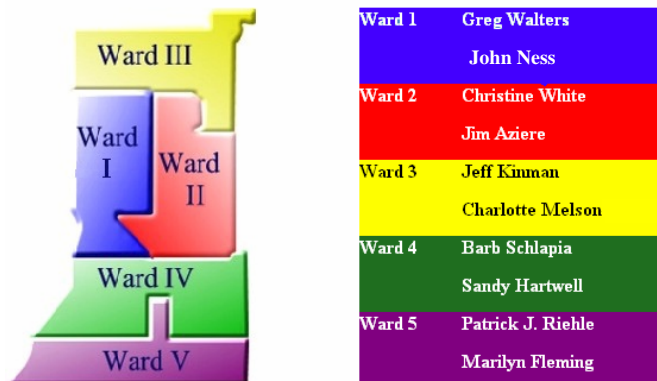 Ward III
Ward
I
Ward
II
Ward IV
Ward V
Ward 1 Greg Walters
John Ness
Ward 2 Christine White
Jim Aziere
Ward 3 Jeff Kinman
Charlotte Melson
Ward 4 Barb Schlapia
Sandy Hartwell
Ward 5 Patrick J. Riehle
Marilyn Fleming